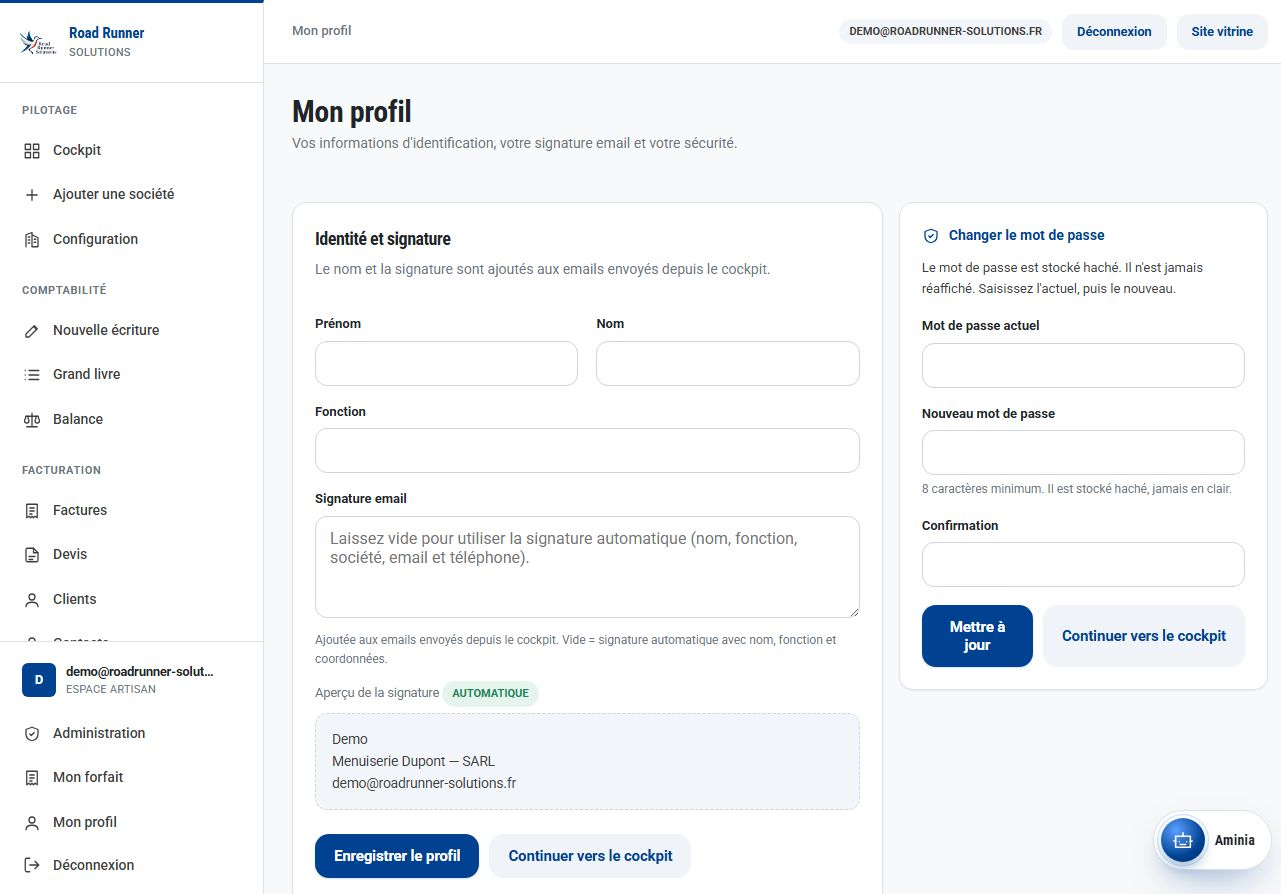 Road Runner
SOLUTIONS
PILOTAGE
Cockpit
Ajouter une société
Configuration
COMPTABILITÉ
Nouvelle écriture
Grand livre
Balance
FACTURATION
Factures
Devis
Clients
demo@roadrunner-solut...
D
ESPACE ARTISAN
Administration
Mon forfait
Mon profil
Déconnexion
Mon profil
DEMO@ROADRUNNER-SOLUTIONS.FR
Déconnexion
Site vitrine
Mon profil
Vos informations d'identification, votre signature email et votre sécurité.
Identité et signature
Le nom et la signature sont ajoutés aux emails envoyés depuis le cockpit.
Prénom
Nom
Fonction
Signature email
Laissez vide pour utiliser la signature automatique (nom, fonction,
société, email et téléphone).
Ajoutée aux emails envoyés depuis le cockpit. Vide = signature automatique avec nom, fonction et
coordonnées.
Aperçu de la signature AUTOMATIQUE
Demo
Menuiserie Dupont — SARL
demo@roadrunner-solutions.fr
Enregistrer le profil
Continuer vers le cockpit
Changer le mot de passe
Le mot de passe est stocké haché. Il n'est jamais
réaffiché. Saisissez l'actuel, puis le nouveau.
Mot de passe actuel
Nouveau mot de passe
8 caractères minimum. Il est stocké haché, jamais en clair.
Confirmation
Mettre à
jour
Continuer vers le cockpit
Aminia